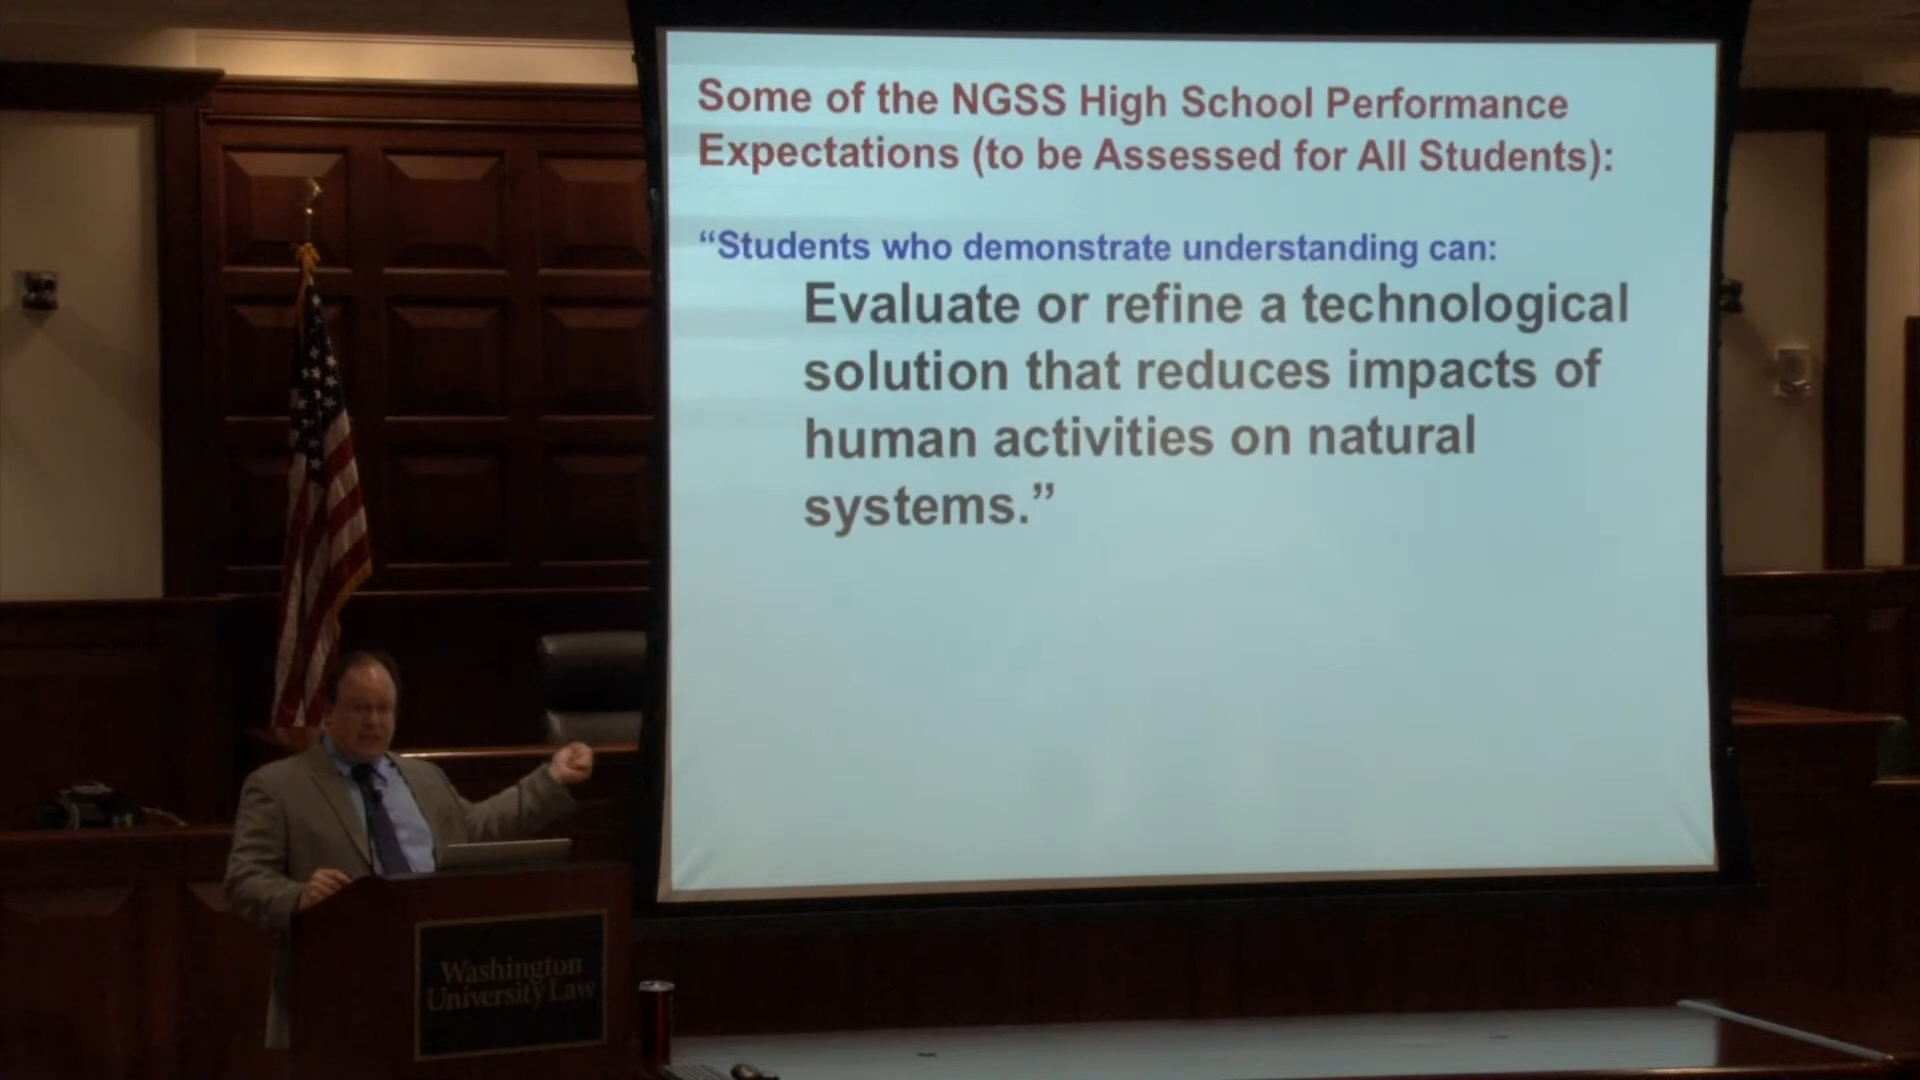 Some of the NGSS High School Performance
Expectations (to be Assessed for All Students):
“Students who demonstrate understanding can:
Evaluate or refine a technological
solution that reduces impacts of
human activities on natural
systems.”
Washington
University Law